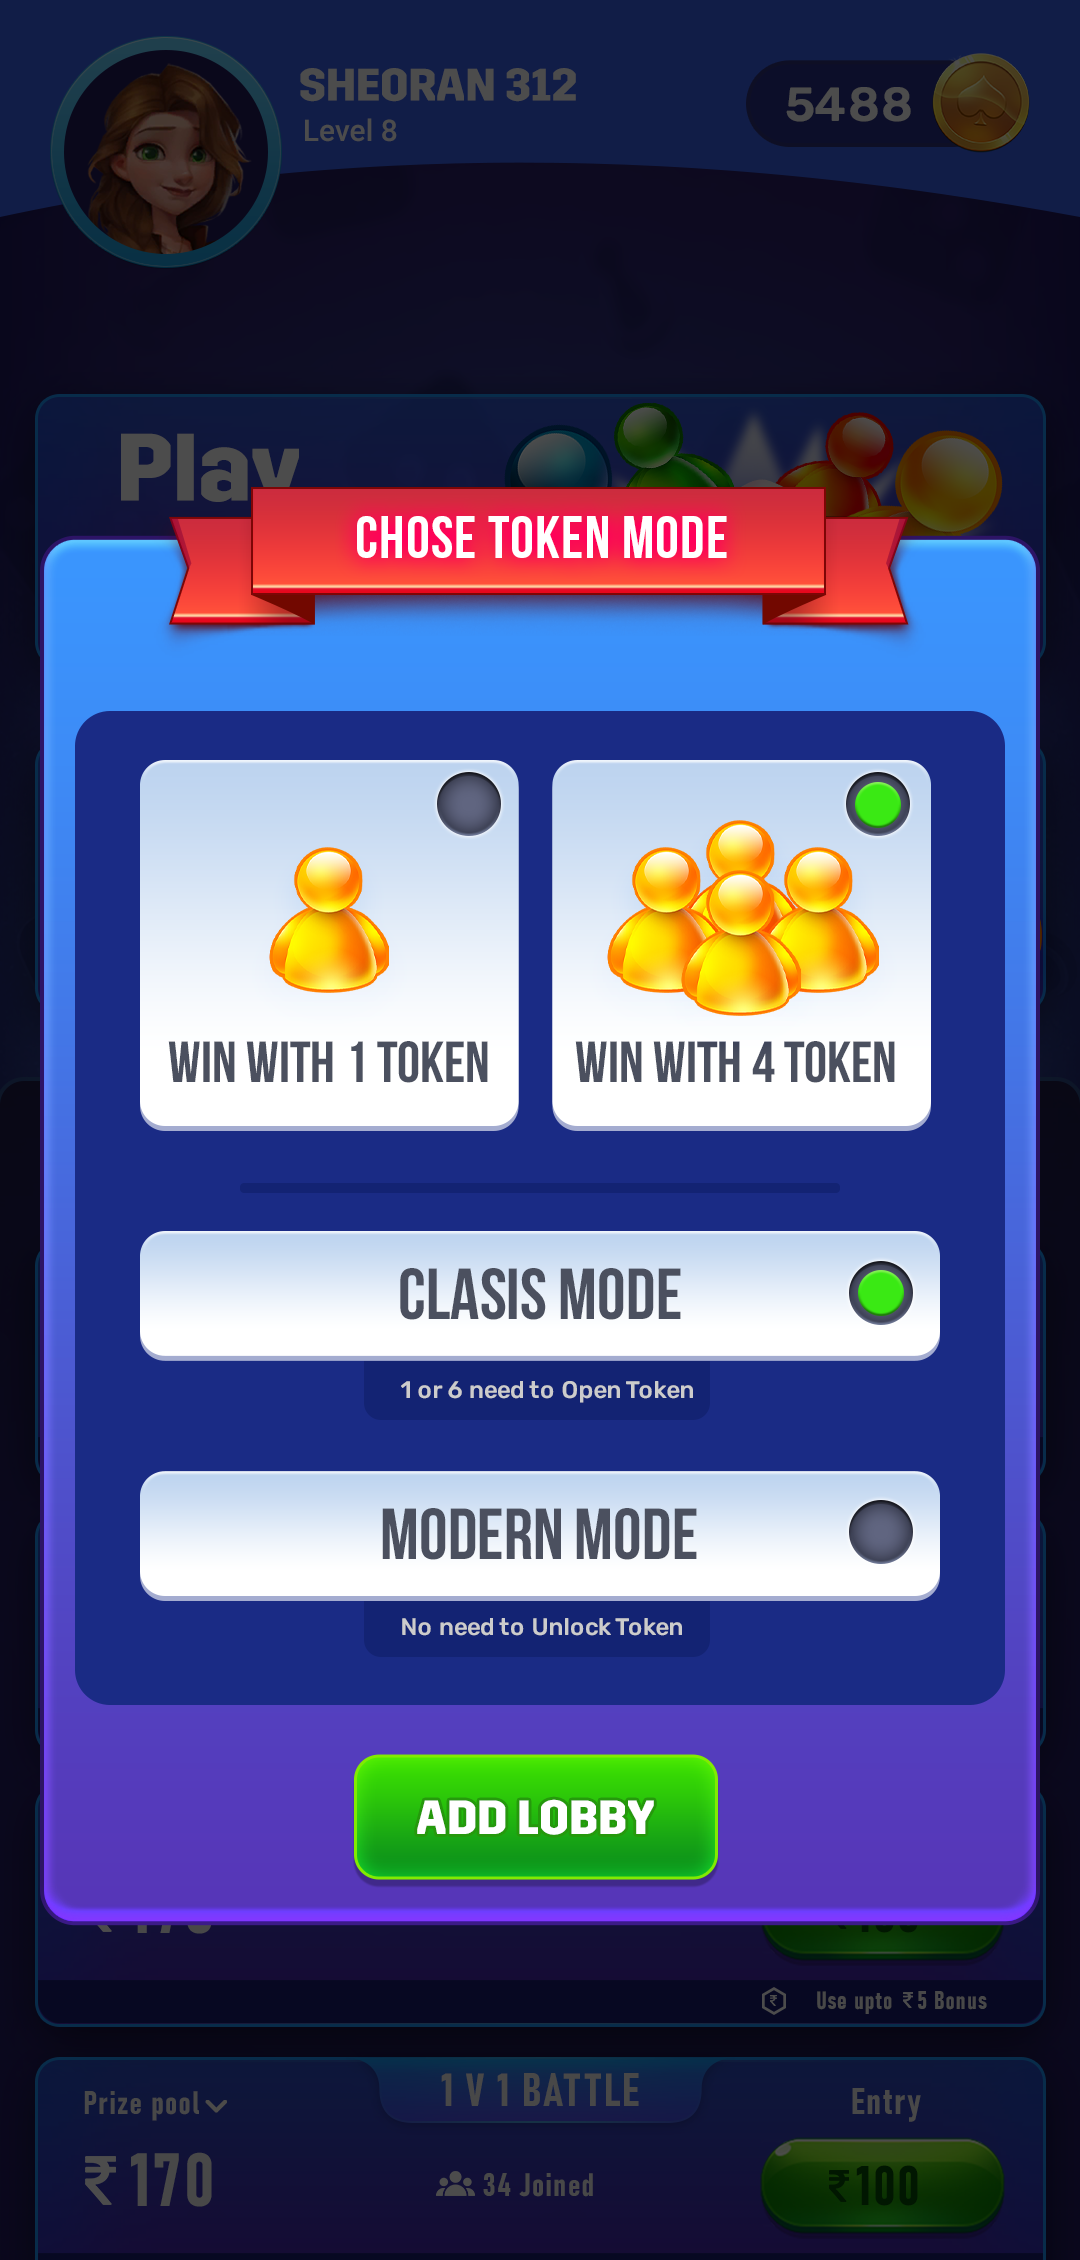 SHEORAN 312
Level 8
5488
Play
CHOSE TOKEN MODE
WIN WITH 1 TOKEN
WIN WITH 4 TOKEN
CLASIS MODE
1 or 6 need to Open Token
MODERN MODE
No need to Unlock Token
ADD LOBBY
Use upto ₹5 Bonus
1 V 1 BATTLE
Prize pool
Entry
₹170
34 Joined
₹100